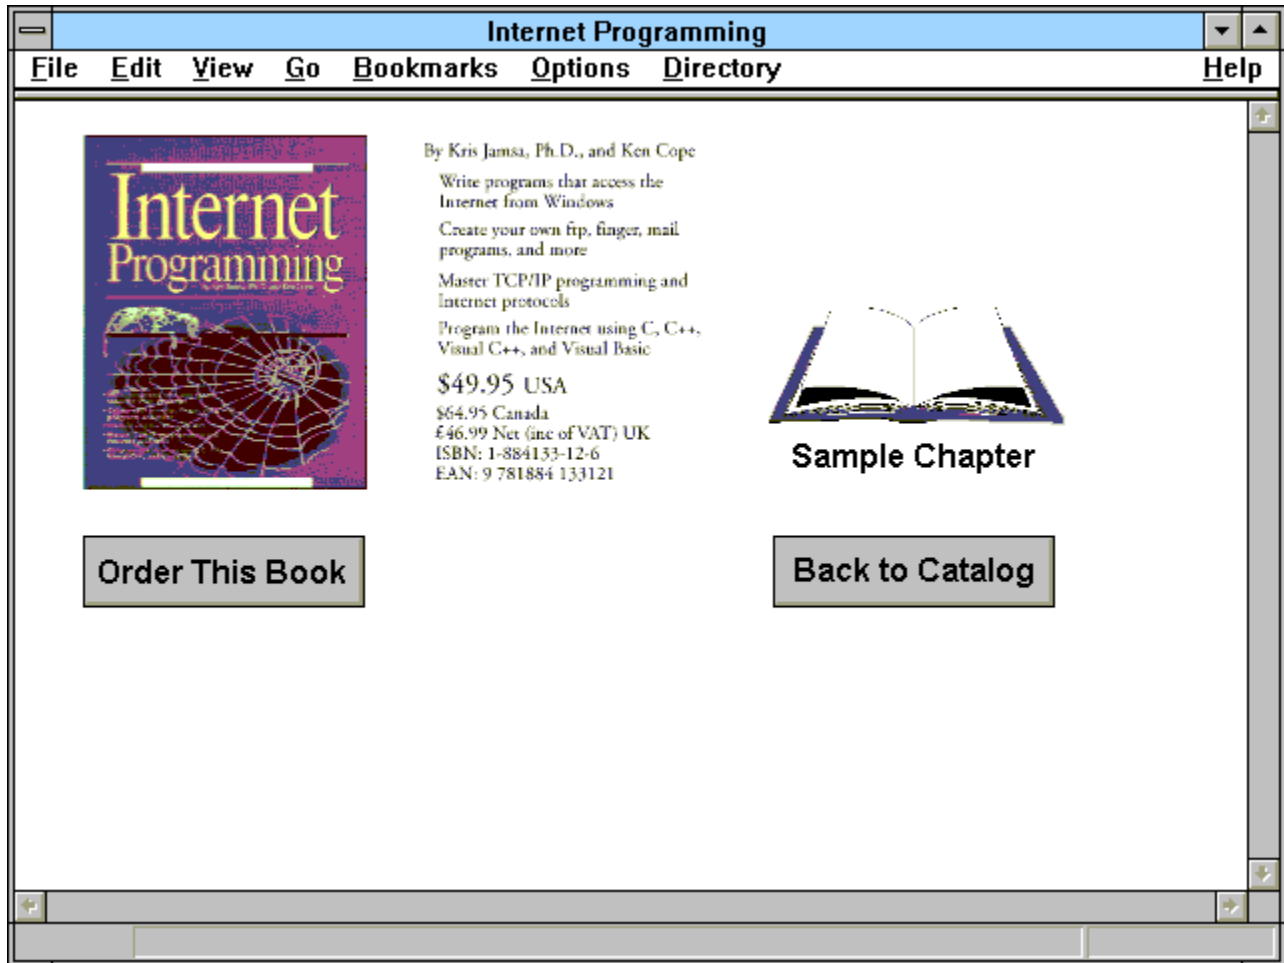 Internet Programming
File Edit View Go Bookmarks Options Directory Help
Internet
Programming
By Kris Jamsa, Ph.D., and Ken Cope
Write programs that access the
Internet from Windows
Create your own ftp, finger, mail
programs, and more
Master TCP/IP programming and
Internet protocols
Program the Internet using C, C++,
Visual C++, and Visual Basic
$49.95 USA
$64.95 Canada
£46.99 Net (inc of VAT) UK
ISBN: 1-884133-12-6
EAN: 9 781884 133121
Sample Chapter
Order This Book
Back to Catalog